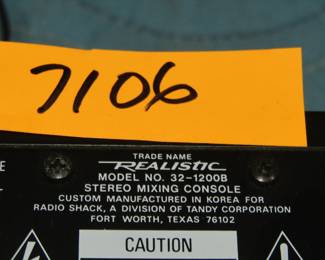 7106
TRADE NAME
REALISTIC
MODEL NO. 32-1200B
STEREO MIXING CONSOLE
CUSTOM MANUFACTURED IN KOREA FOR
RADIO SHACK, A DIVISION OF TANDY CORPORATION
FORT WORTH, TEXAS 76102
CAUTION